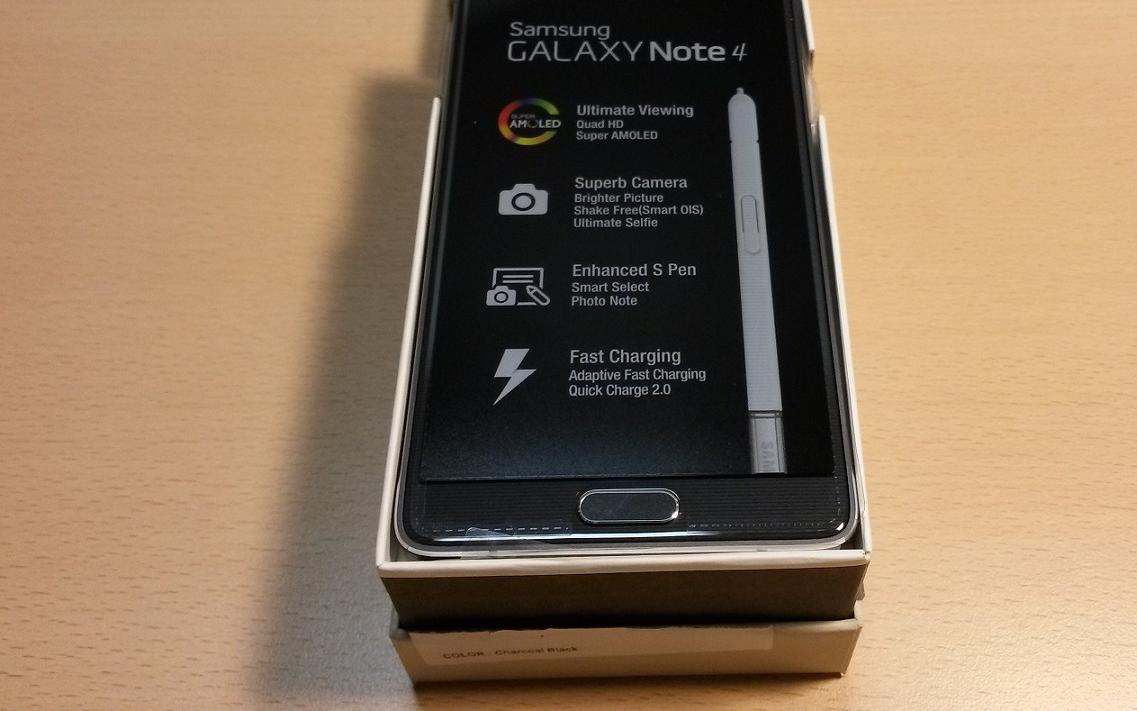 Samsung
GALAXY Note 4
SUPER
AMOLED
Ultimate Viewing
Quad HD
Super AMOLED
Superb Camera
Brighter Picture
Shake Free(Smart OIS)
Ultimate Selfie
Enhanced S Pen
Smart Select
Photo Note
Fast Charging
Adaptive Fast Charging
Quick Charge 2.0
SAM
COLOR : Charcoal Black